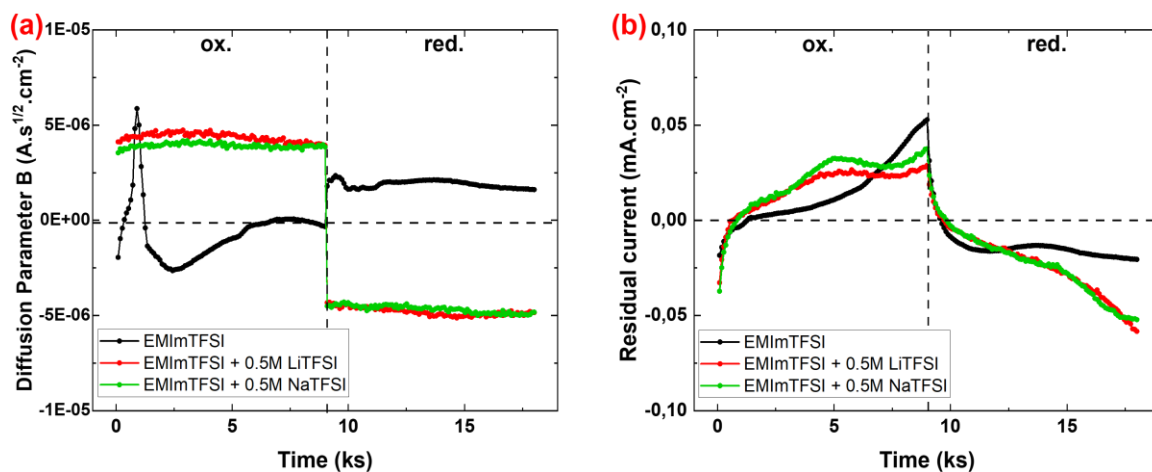 (a)
ox.
red.
1E-05
5E-06
0E+00
-5E-06
-1E-05
Diffusion Parameter B (A.s1/2.cm-2)
EMImTFSI
EMImTFSI + 0.5M LiTFSI
EMImTFSI + 0.5M NaTFSI
0 5 10 15
Time (ks)
(b)
ox.
red.
0,10
0,05
0,00
-0,05
-0,10
Residual current (mA.cm-2)
EMImTFSI
EMImTFSI + 0.5M LiTFSI
EMImTFSI + 0.5M NaTFSI
0 5 10 15
Time (ks)